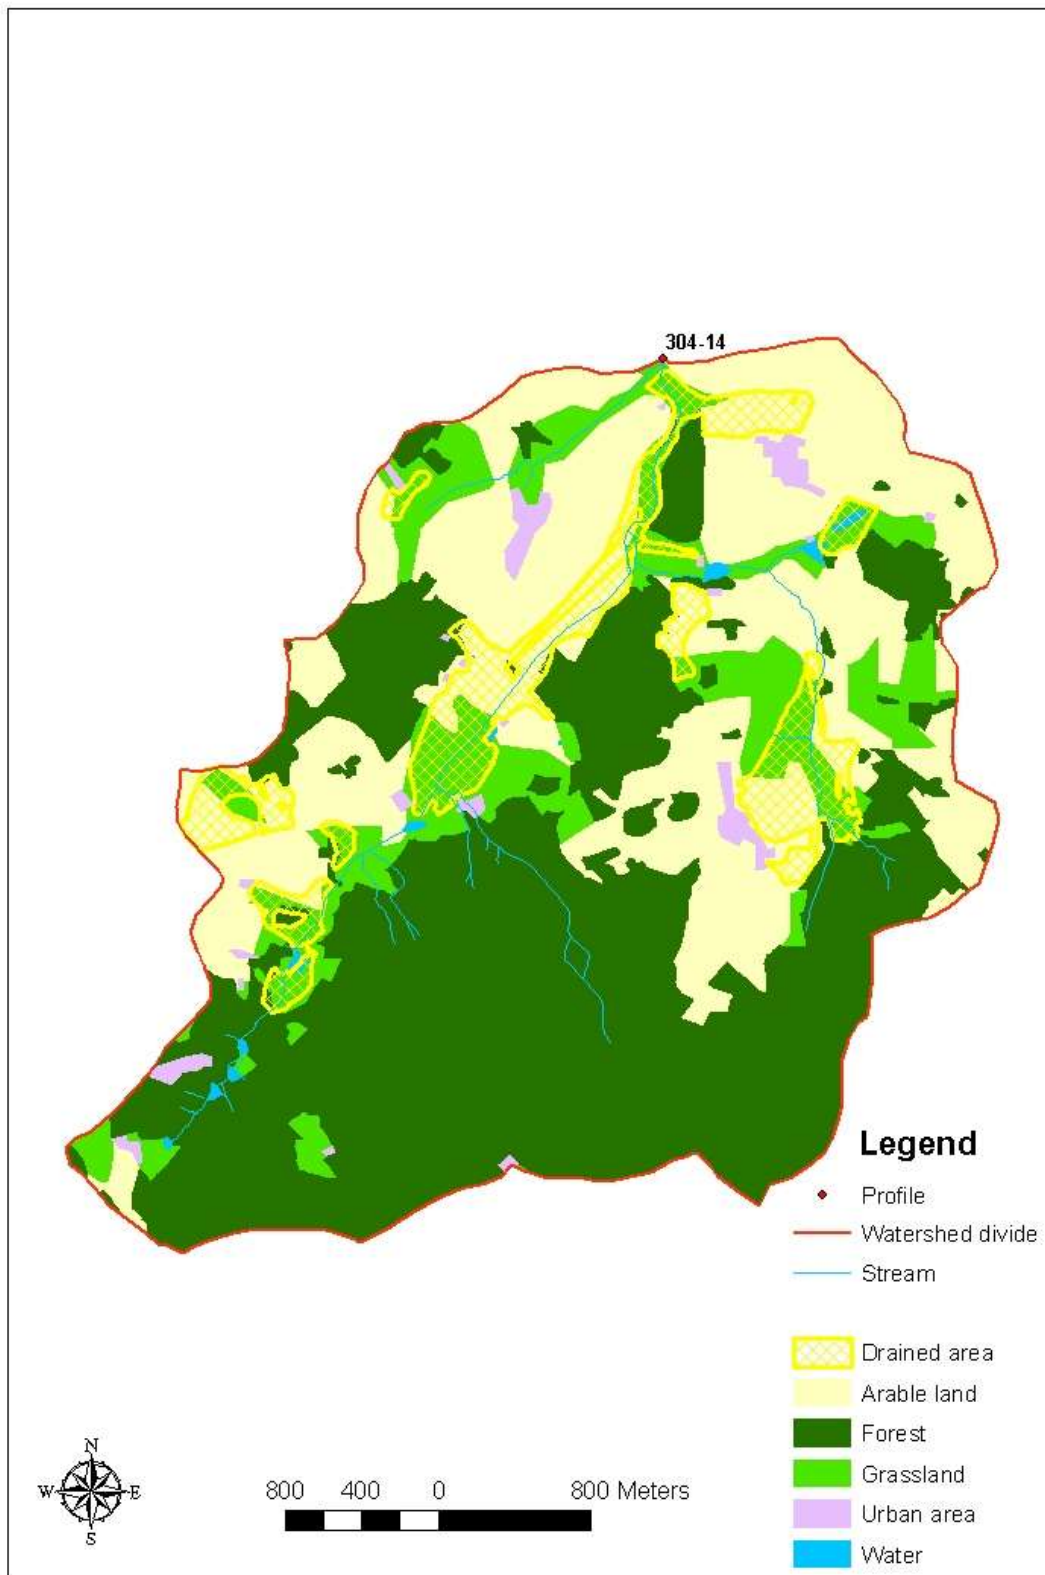 304-14
Legend
Profile
Watershed divide
Stream
Drained area
Arable land
Forest
Grassland
Urban area
Water
N
W E
S
800 400 0 800 Meters